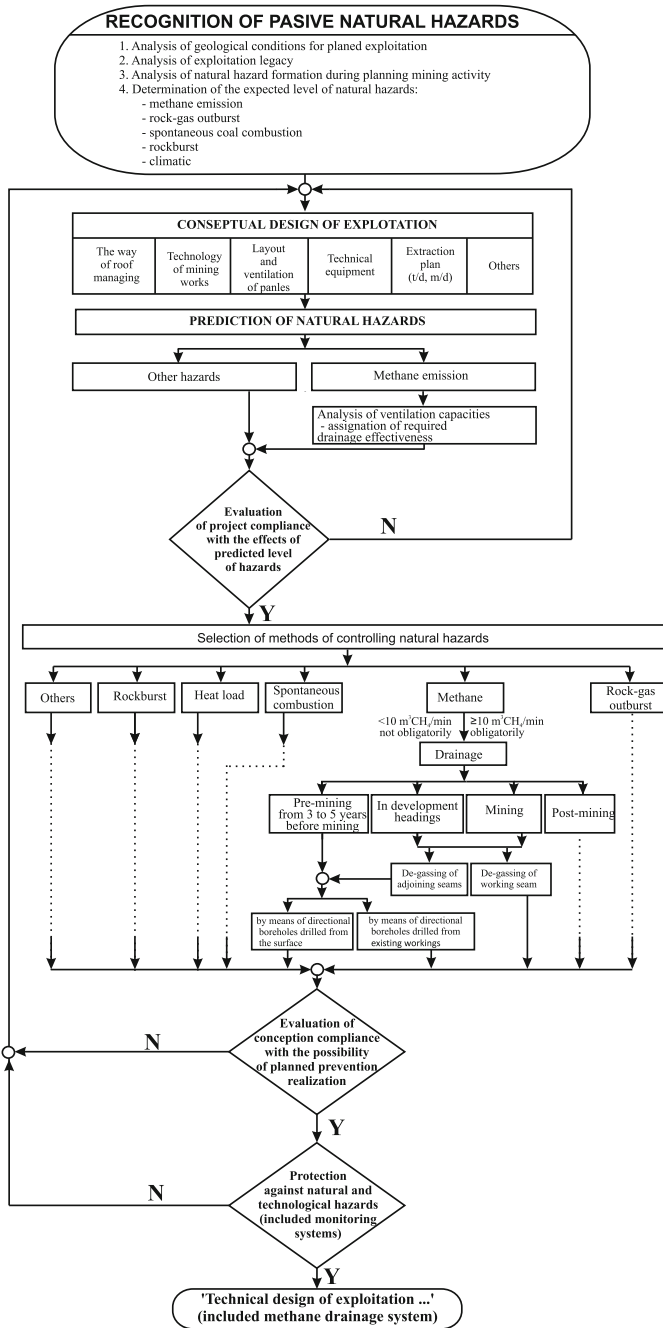 RECOGNITION OF PASIVE NATURAL HAZARDS
1. Analysis of geological conditions for planed exploitation
2. Analysis of exploitation legacy
3. Analysis of natural hazard formation during planning mining activity
4. Determination of the expected level of natural hazards:
- methane emission
- rock-gas outburst
- spontaneous coal combustion
- rockburst
- climatic
CONSEPTUAL DESIGN OF EXPLOTATION
The way
of roof
managing
Technology
of mining
works
Layout
and
ventilation
of panles
Technical
equipment
Extraction
plan
(t/d, m/d)
Others
PREDICTION OF NATURAL HAZARDS
Other hazards
Methane emission
Analysis of ventilation capacities
- assignation of required
drainage effectiveness
Evaluation
of project compliance
with the effects of
predicted level
of hazards
N
Y
Selection of methods of controlling natural hazards
Others
Rockburst
Heat load
Spontaneous
combustion
Methane
Rock-gas
outburst
<10 m³CH₄/min
not obligatorily
≥10 m³CH₄/min
obligatorily
Drainage
Pre-mining
from 3 to 5 years
before mining
In development
headings
Mining
Post-mining
De-gassing of
adjoining seams
De-gassing of
working seam
by means of directional
boreholes drilled from
the surface
by means of directional
boreholes drilled from
existing workings
Evaluation of
conception compliance
with the possibility
of planned prevention
realization
N
Y
Protection
against natural and
technological hazards
(included monitoring
systems)
N
Y
'Technical design of exploitation ...'
(included methane drainage system)